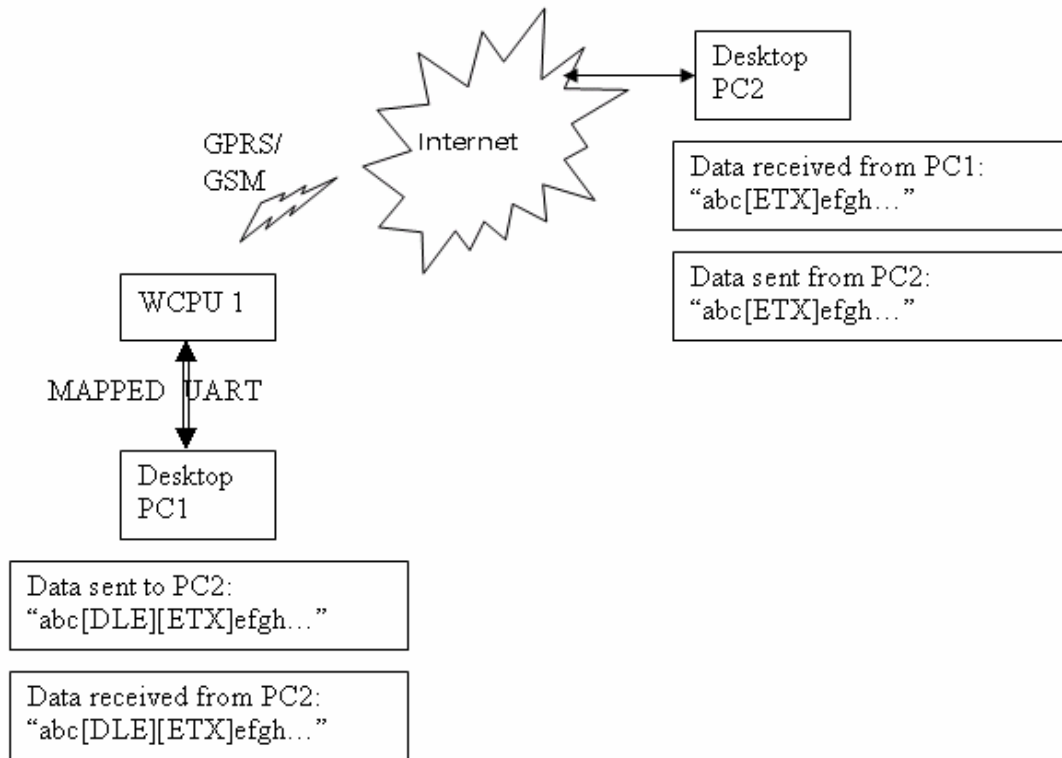 Desktop
PC2
GPRS/
GSM
Internet
Data received from PC1:
“abc[ETX]efgh…”
Data sent from PC2:
“abc[ETX]efgh…”
WCPU 1
MAPPED UART
Desktop
PC1
Data sent to PC2:
“abc[DLE][ETX]efgh…”
Data received from PC2:
“abc[DLE][ETX]efgh…”